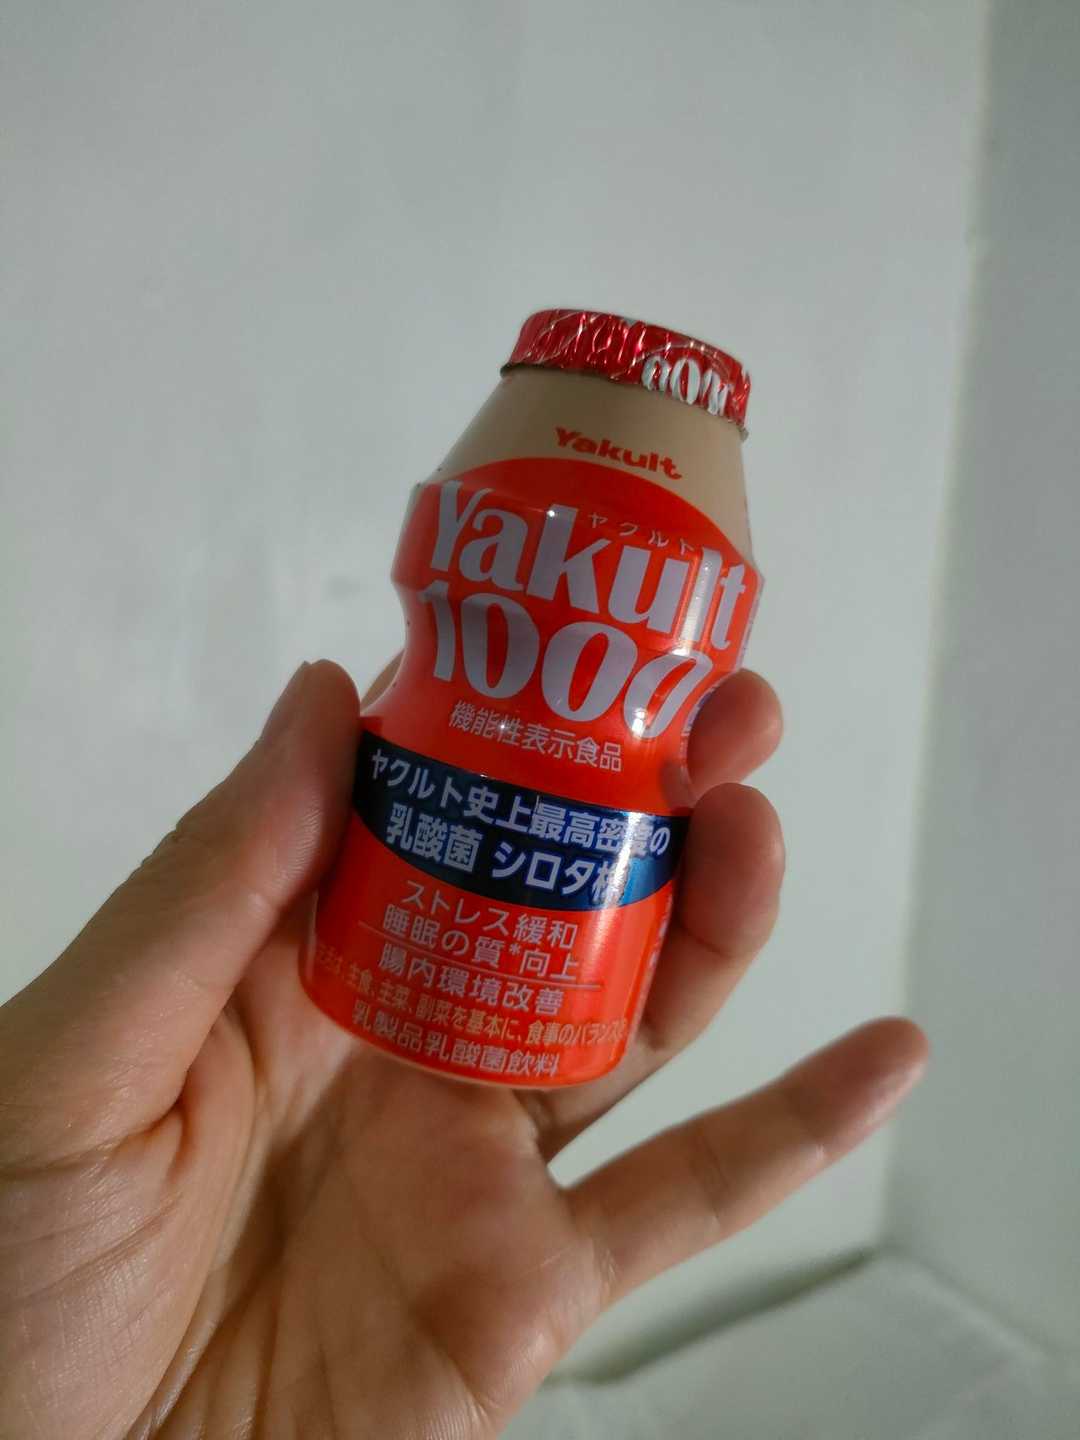 Yakult
ヤクルト
Yakult
1000
機能性表示食品
ヤクルト史上最高密度の
乳酸菌 シロタ株
ストレス緩和
睡眠の質*向上
腸内環境改善
主食、主菜、副菜を基本に、食事のバランスを
乳製品乳酸菌飲料